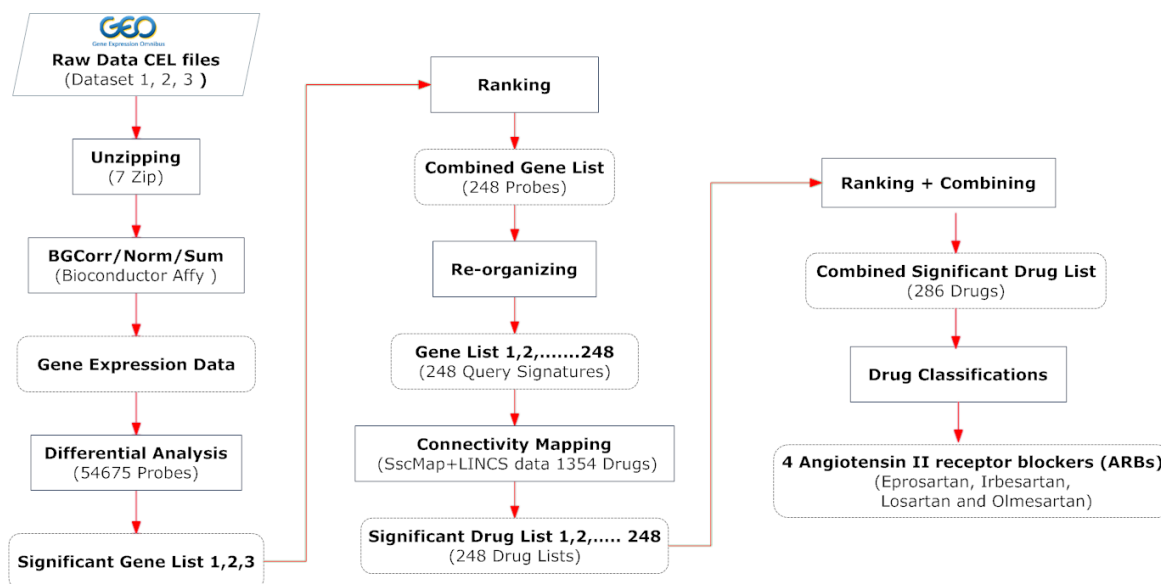 GEO
Gene Expression Omnibus
Raw Data CEL files
(Dataset 1, 2, 3 )
Unzipping
(7 Zip)
BGCorr/Norm/Sum
(Bioconductor Affy )
Gene Expression Data
Differential Analysis
(54675 Probes)
Significant Gene List 1,2,3
Ranking
Combined Gene List
(248 Probes)
Re-organizing
Gene List 1,2,.......248
(248 Query Signatures)
Connectivity Mapping
(SscMap+LINCS data 1354 Drugs)
Significant Drug List 1,2,..... 248
(248 Drug Lists)
Ranking + Combining
Combined Significant Drug List
(286 Drugs)
Drug Classifications
4 Angiotensin II receptor blockers (ARBs)
(Eprosartan, Irbesartan,
Losartan and Olmesartan)